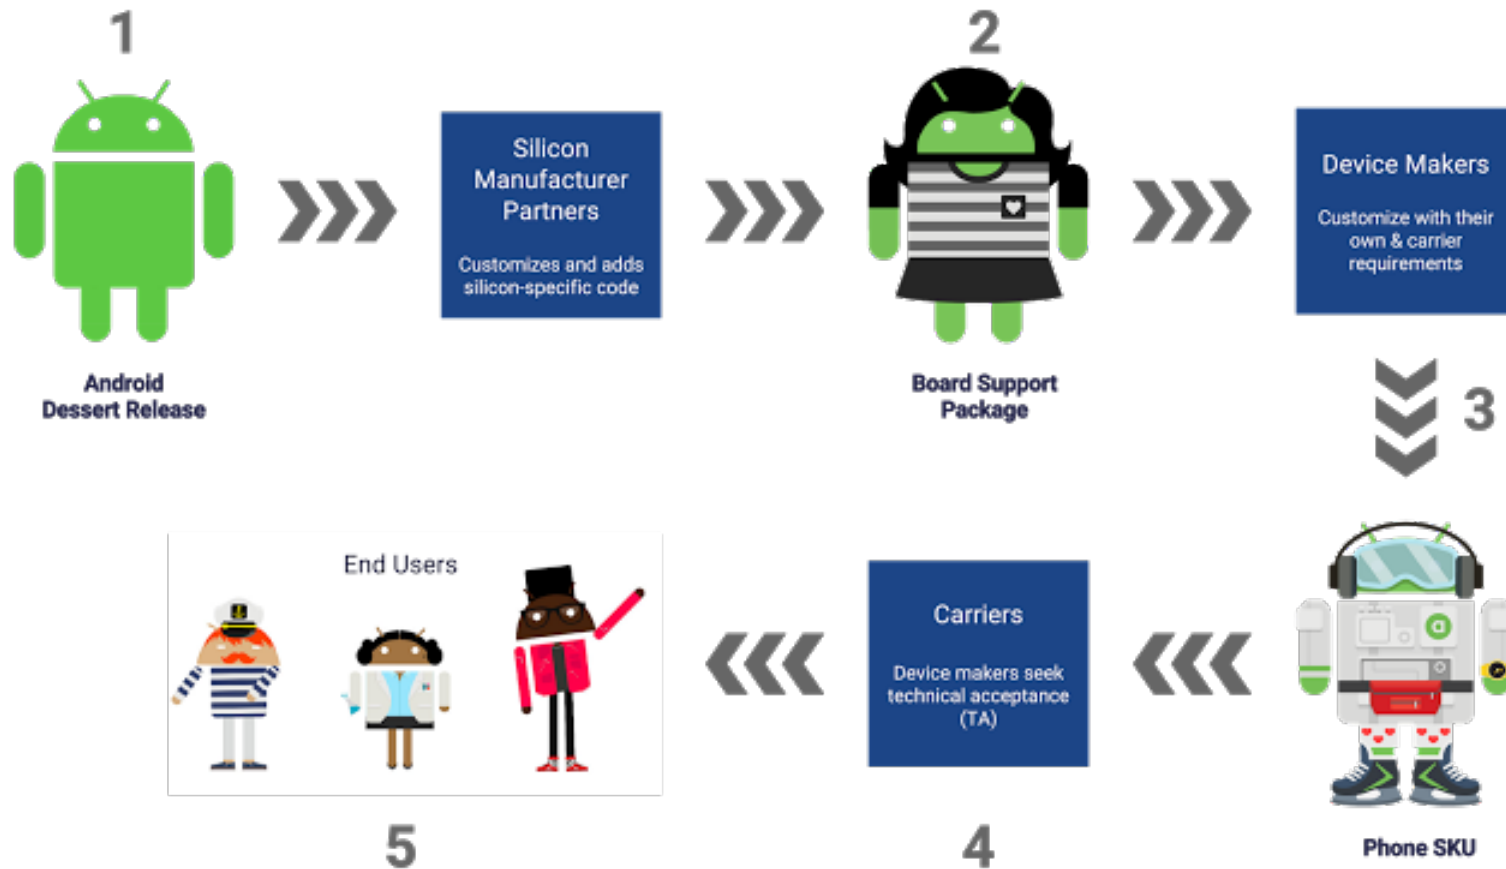 1
2
Silicon
Manufacturer
Partners
Customizes and adds
silicon-specific code
Device Makers
Customize with their
own & carrier
requirements
Android
Dessert Release
Board Support
Package
3
End Users
Carriers
Device makers seek
technical acceptance
(TA)
a
5
4
Phone SKU